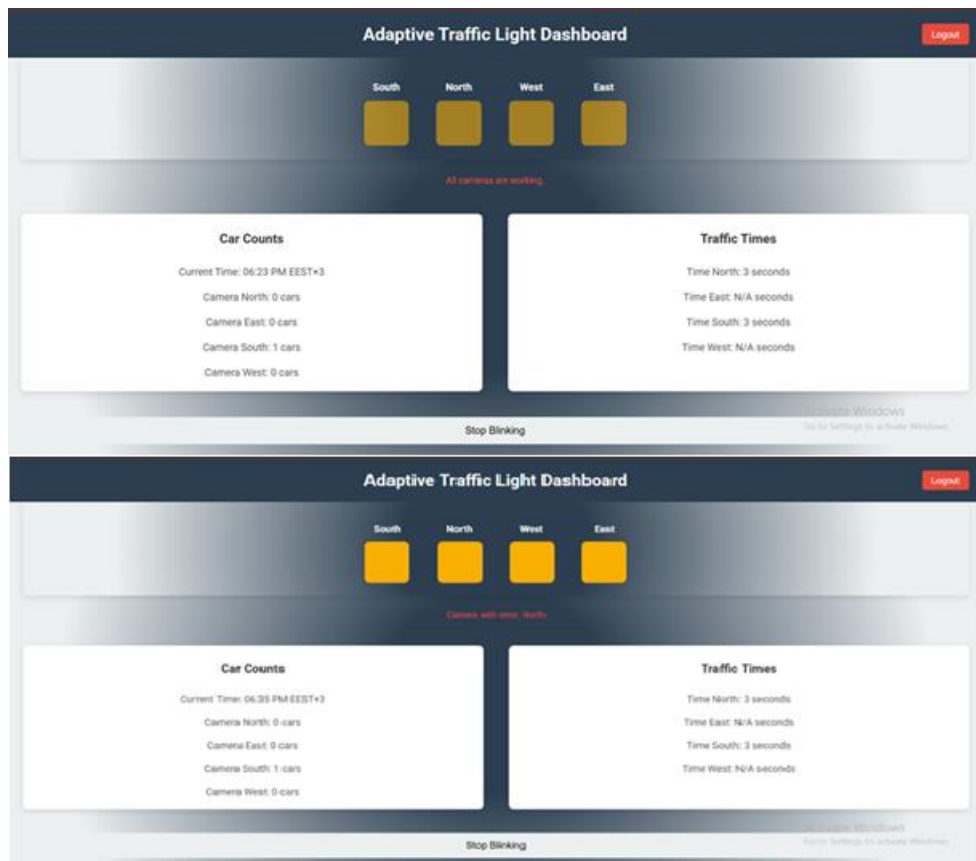 Adaptive Traffic Light Dashboard
Logout
South North West East
All cameras are working
Car Counts
Current Time: 06:23 PM EEST+3
Camera North: 0 cars
Camera East: 0 cars
Camera South: 1 cars
Camera West: 0 cars
Traffic Times
Time North: 3 seconds
Time East: N/A seconds
Time South: 3 seconds
Time West: N/A seconds
Activate Windows
Go to Settings to activate Windows.
Stop Blinking
Adaptive Traffic Light Dashboard
Logout
South North West East
Camera with error: North
Car Counts
Current Time: 06:35 PM EEST+3
Camera North: 0 cars
Camera East: 0 cars
Camera South: 1 cars
Camera West: 0 cars
Traffic Times
Time North: 3 seconds
Time East: N/A seconds
Time South: 3 seconds
Time West: N/A seconds
Activate Windows
Go to Settings to activate Windows.
Stop Blinking